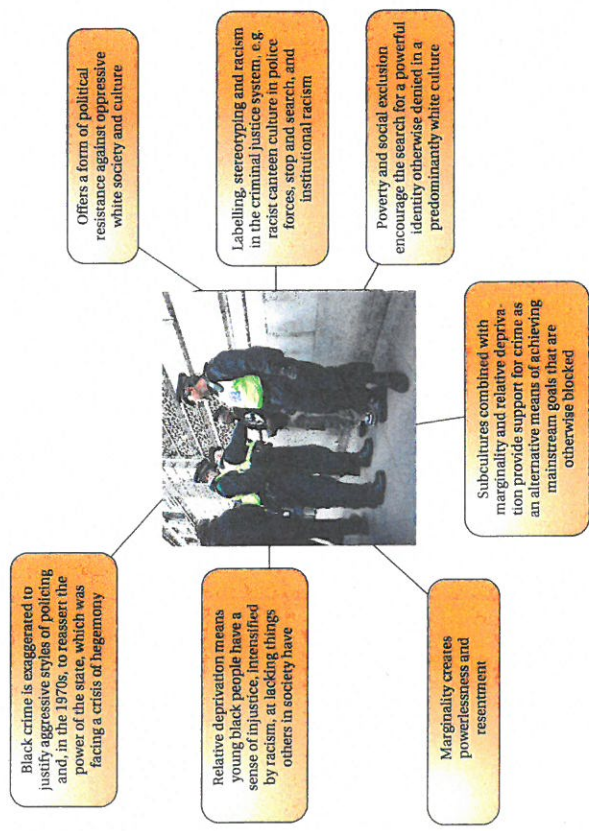 Black crime is exaggerated to
justify aggressive styles of policing
and, in the 1970s, to reassert the
power of the state, which was
facing a crisis of hegemony
Offers a form of political
resistance against oppressive
white society and culture
Relative deprivation means
young black people have a
sense of injustice, intensified
by racism, at lacking things
others in society have
Labelling, stereotyping and racism
in the criminal justice system, e.g.
racist canteen culture in police
forces, stop and search, and
institutional racism
Marginality creates
powerlessness and
resentment
Subcultures combined with
marginality and relative depriva-
tion provide support for crime as
an alternative means of achieving
mainstream goals that are
otherwise blocked
Poverty and social exclusion
encourage the search for a powerful
identity otherwise denied in a
predominantly white culture